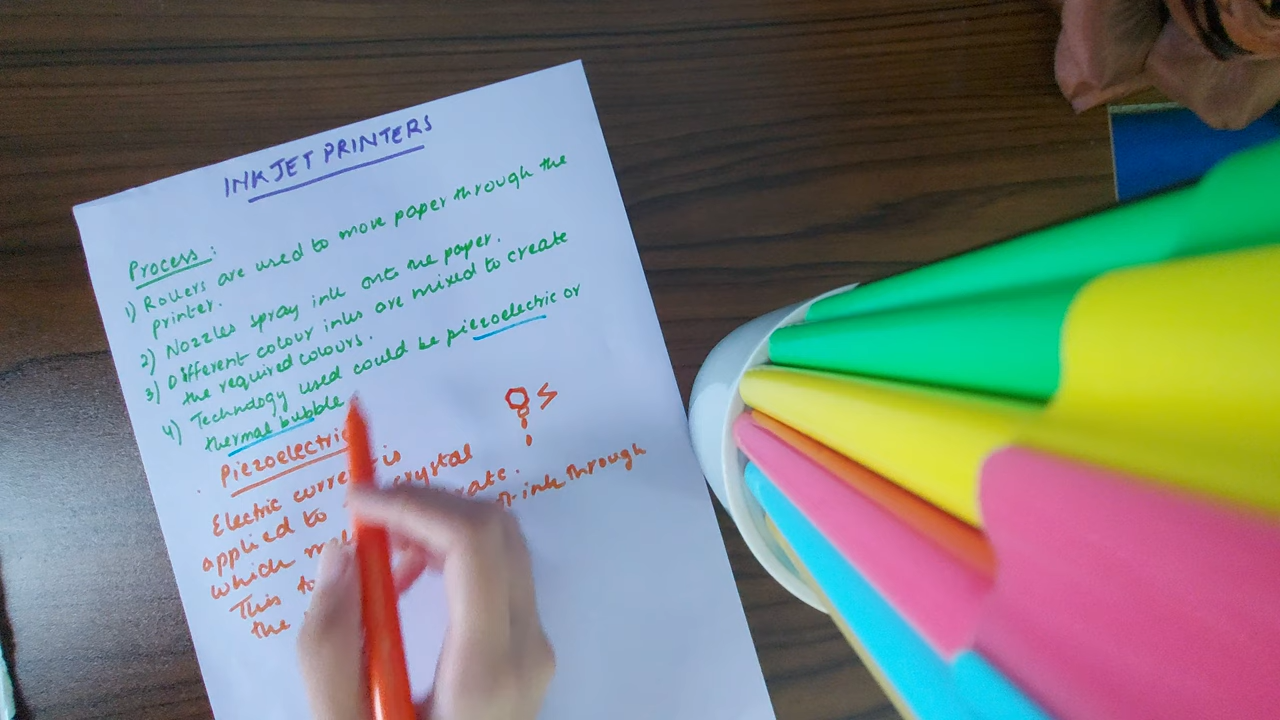 INKJET PRINTERS
Process:
1) Rollers are used to move paper through the
printer.
2) Nozzles spray ink onto the paper.
3) Different colour inks are mixed to create
the required colours.
4) Technology used could be piezoelectric or
thermal bubble
Piezoelectric
Electric is
applied to crystal
which
This ink through
the